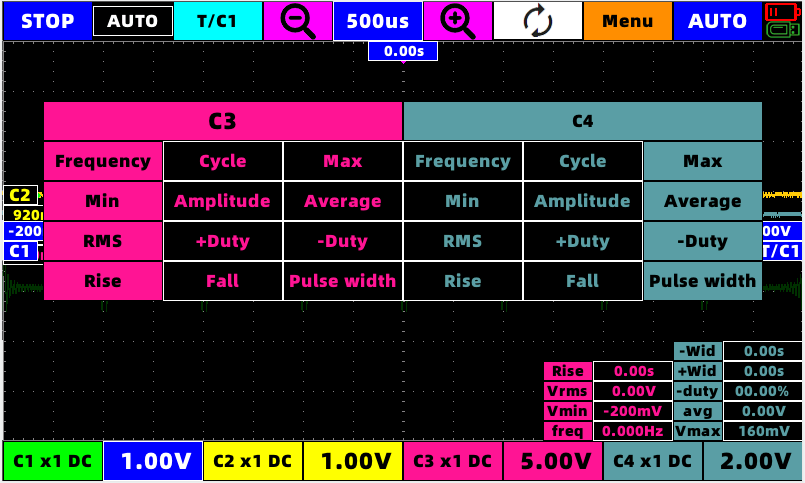 STOP AUTO T/C1 500us Menu AUTO
0.00s
C3 C4
Frequency Cycle Max Frequency Cycle Max
C2 Min Amplitude Average Min Amplitude Average
920
-200 RMS +Duty -Duty RMS +Duty -Duty 00V
C1 T/C1
Rise Fall Pulse width Rise Fall Pulse width
-Wid 0.00s
Rise 0.00s +Wid 0.00s
Vrms 0.00V -duty 00.00%
Vmin -200mV avg 0.00V
freq 0.000Hz Vmax 160mV
C1 x1 DC 1.00V C2 x1 DC 1.00V C3 x1 DC 5.00V C4 x1 DC 2.00V